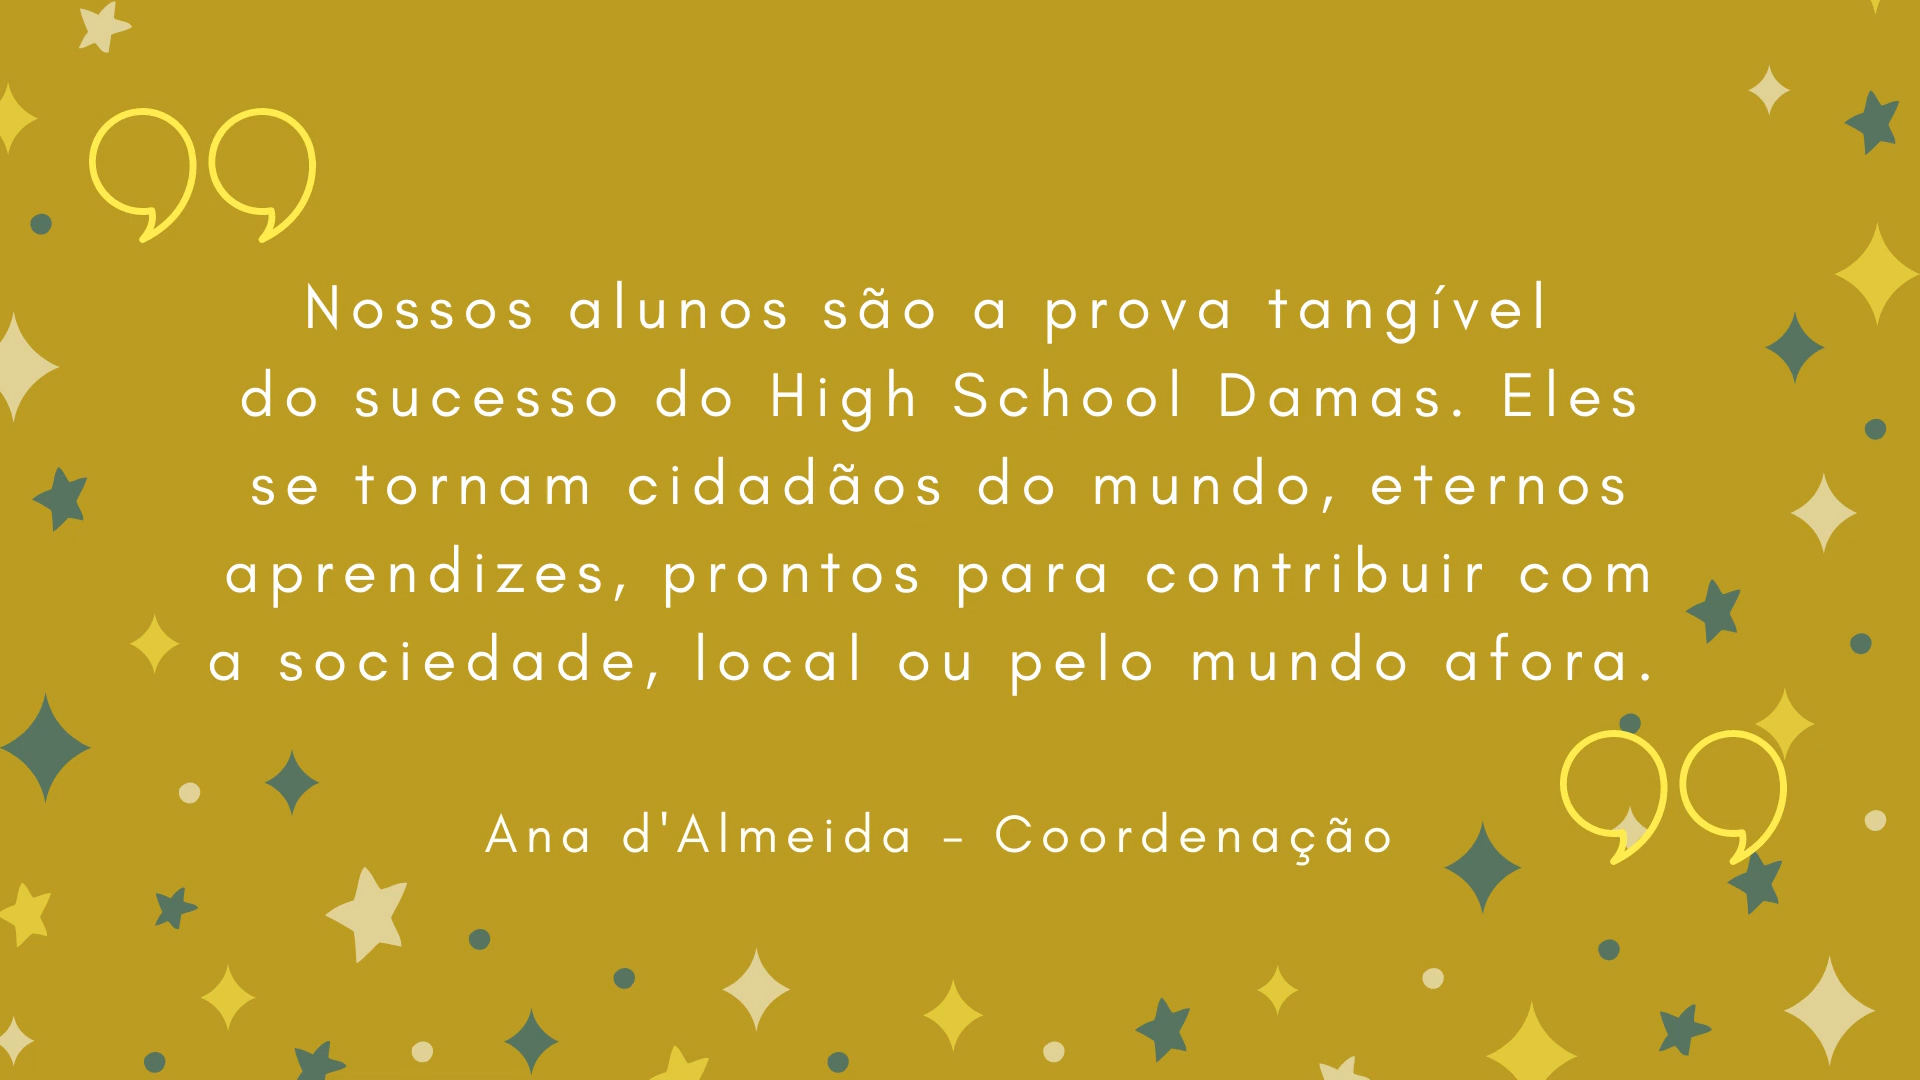 Nossos alunos são a prova tangível
do sucesso do High School Damas. Eles
se tornam cidadãos do mundo, eternos
aprendizes, prontos para contribuir com
a sociedade, local ou pelo mundo afora.
Ana d'Almeida - Coordenação